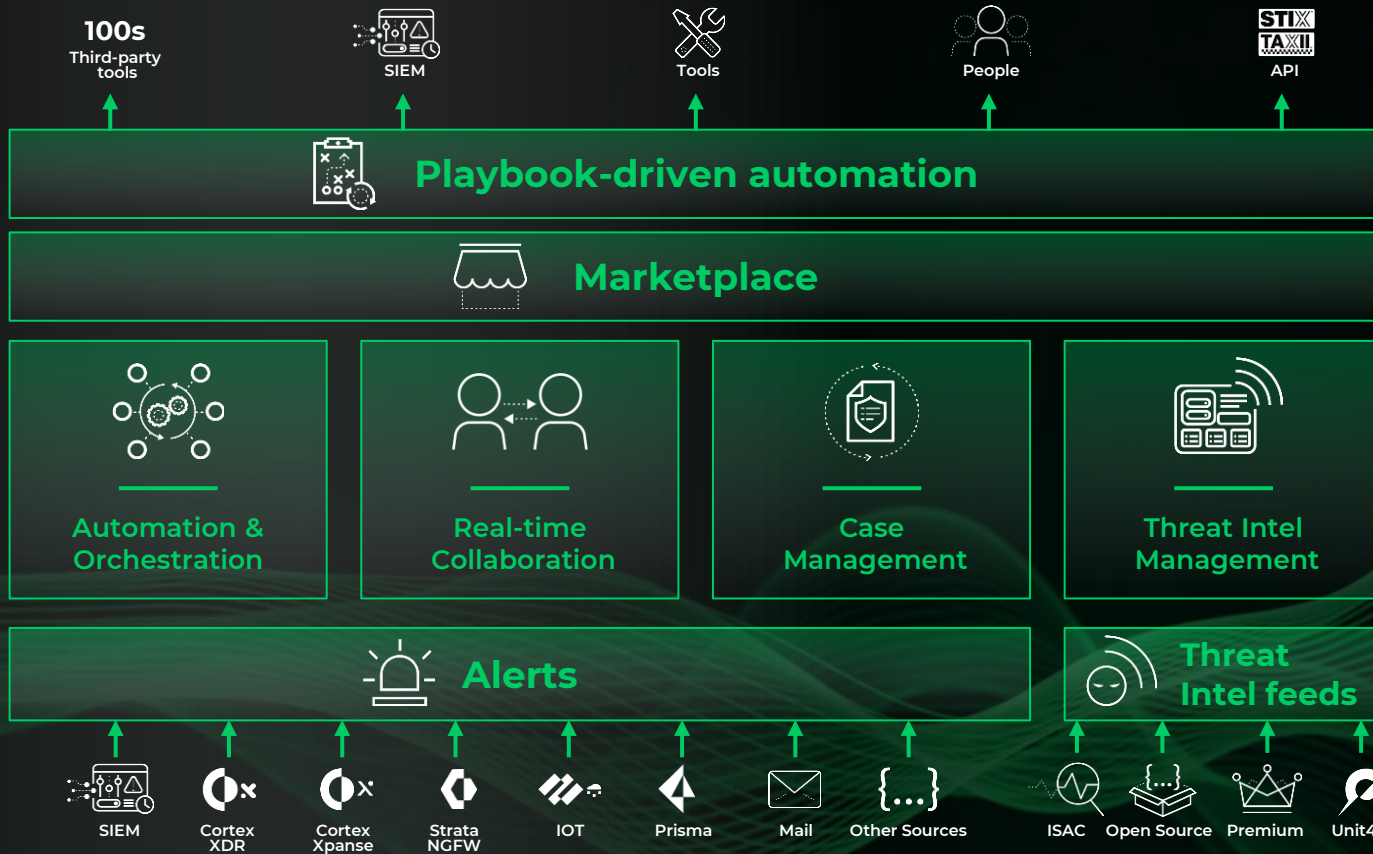 100s
Third-party
tools
SIEM
Tools
People
STIX
TAXII
API
Playbook-driven automation
Marketplace
Automation &
Orchestration
Real-time
Collaboration
Case
Management
Threat Intel
Management
Alerts
Threat
Intel feeds
SIEM
Cortex
XDR
Cortex
Xpanse
Strata
NGFW
IOT
Prisma
Mail
{...}
Other Sources
ISAC
{...}
Open Source
Premium
Unit4